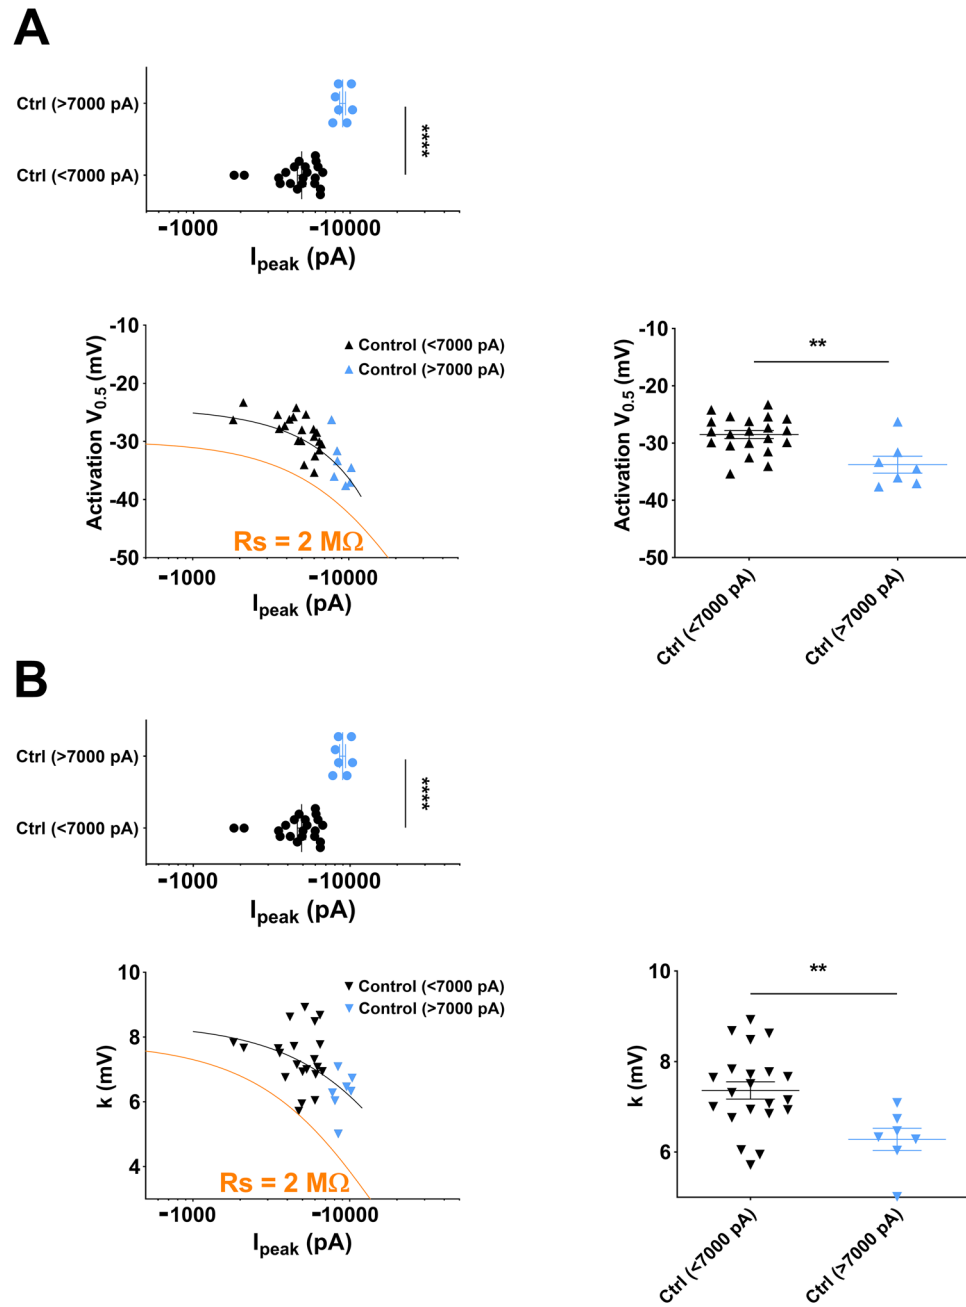 A
Ctrl (>7000 pA)
Ctrl (<7000 pA)
****
-1000
-10000
Ipeak (pA)
Activation V0.5 (mV)
-10
-20
-30
-40
-50
Control (<7000 pA)
Control (>7000 pA)
Rs = 2 MΩ
-1000
-10000
Ipeak (pA)
Activation V0.5 (mV)
-10
-20
-30
-40
-50
**
Ctrl (<7000 pA)
Ctrl (>7000 pA)
B
Ctrl (>7000 pA)
Ctrl (<7000 pA)
****
-1000
-10000
Ipeak (pA)
k (mV)
10
8
6
4
Control (<7000 pA)
Control (>7000 pA)
Rs = 2 MΩ
-1000
-10000
Ipeak (pA)
k (mV)
10
8
6
**
Ctrl (<7000 pA)
Ctrl (>7000 pA)